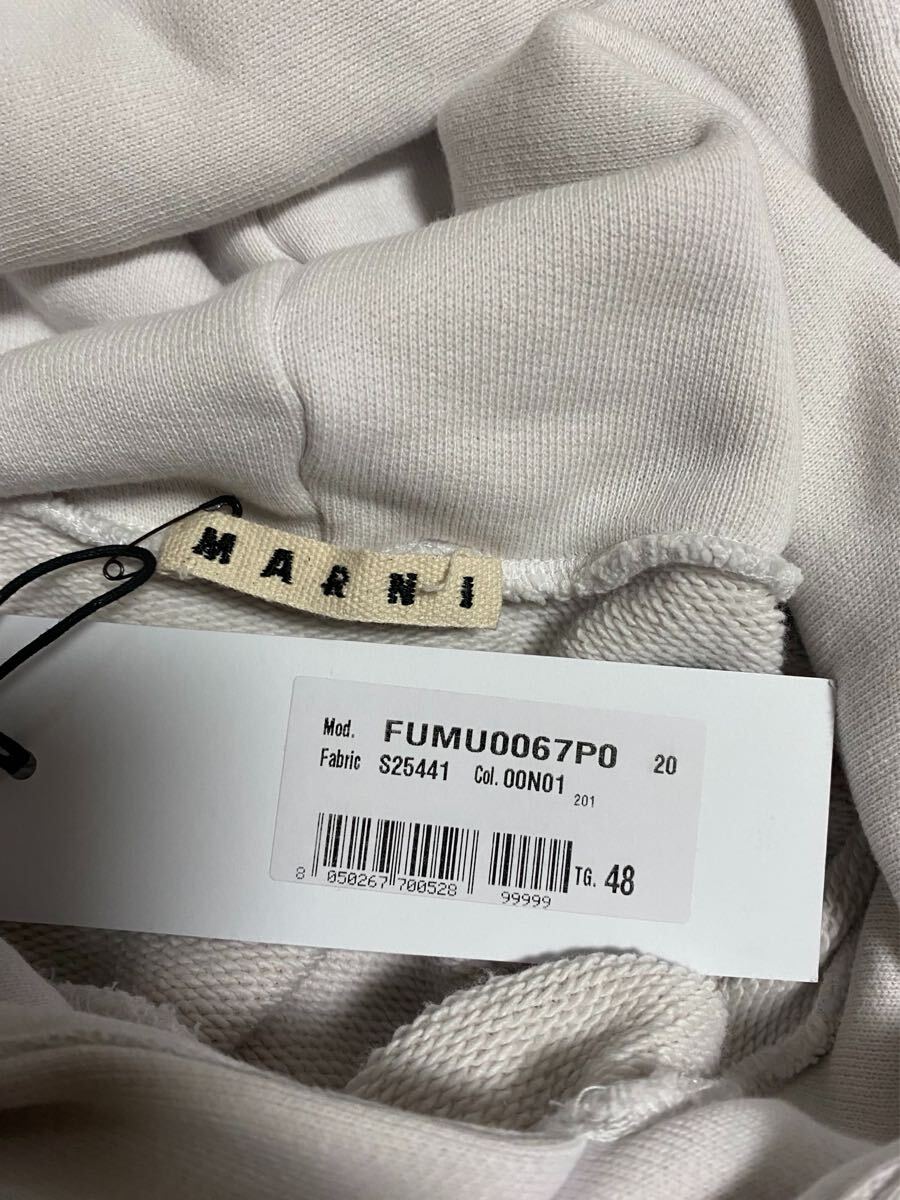 MARNI
Mod. FUMU0067P0 20
Fabric S25441 Col. 00N01
201
8 050267 700528 99999 TG. 48